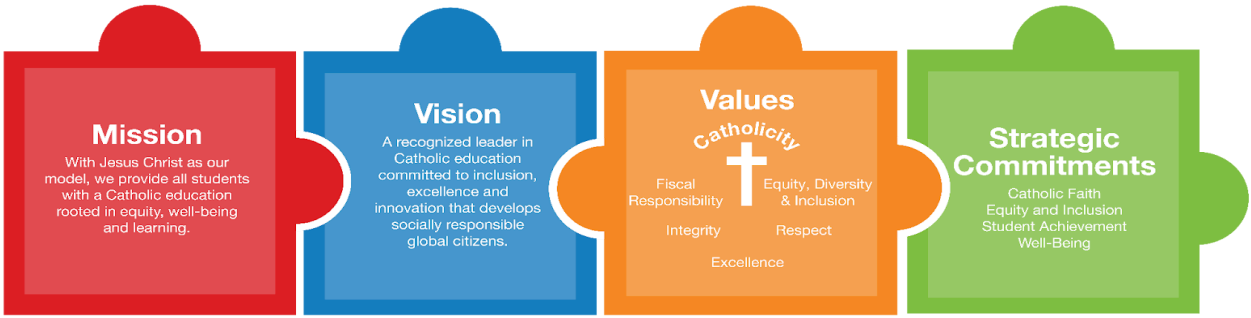 Mission
With Jesus Christ as our
model, we provide all students
with a Catholic education
rooted in equity, well-being
and learning.
Vision
A recognized leader in
Catholic education
committed to inclusion,
excellence and
innovation that develops
socially responsible
global citizens.
Values
Catholicity
Fiscal
Responsibility
Equity, Diversity
& Inclusion
Integrity
Respect
Excellence
Strategic
Commitments
Catholic Faith
Equity and Inclusion
Student Achievement
Well-Being